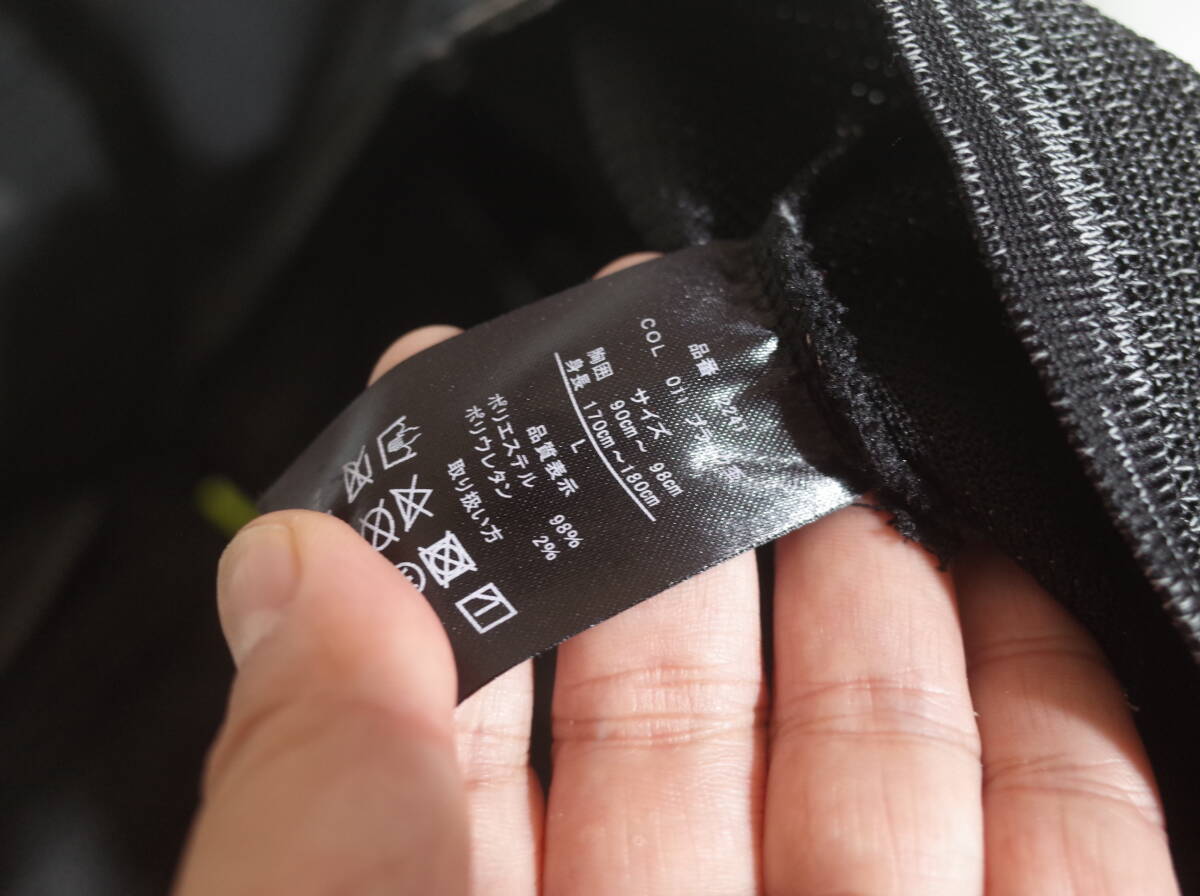 品番
COL 01
サイズ
胸囲 90cm～ 98cm
身長 170cm～180cm
L
品質表示
ポリエステル 98%
ポリウレタン 2%
取り扱い方